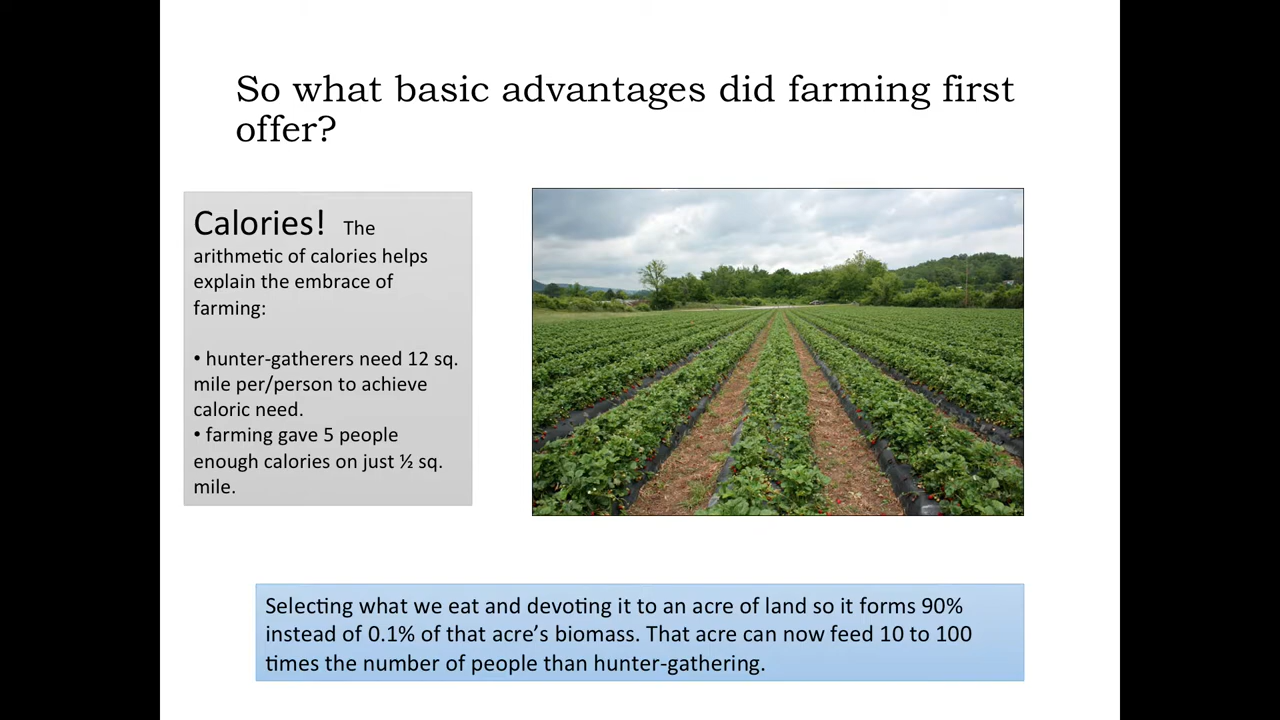 So what basic advantages did farming first
offer?
Calories! The
arithmetic of calories helps
explain the embrace of
farming:
• hunter-gatherers need 12 sq.
mile per/person to achieve
caloric need.
• farming gave 5 people
enough calories on just ½ sq.
mile.
Selecting what we eat and devoting it to an acre of land so it forms 90%
instead of 0.1% of that acre’s biomass. That acre can now feed 10 to 100
times the number of people than hunter-gathering.